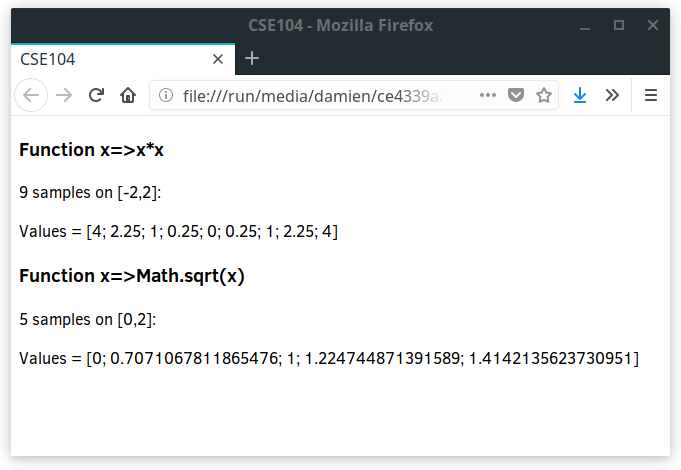 CSE104 - Mozilla Firefox
CSE104
file:///run/media/damien/ce4339a
Function x=>x*x
9 samples on [-2,2]:
Values = [4; 2.25; 1; 0.25; 0; 0.25; 1; 2.25; 4]
Function x=>Math.sqrt(x)
5 samples on [0,2]:
Values = [0; 0.7071067811865476; 1; 1.224744871391589; 1.4142135623730951]